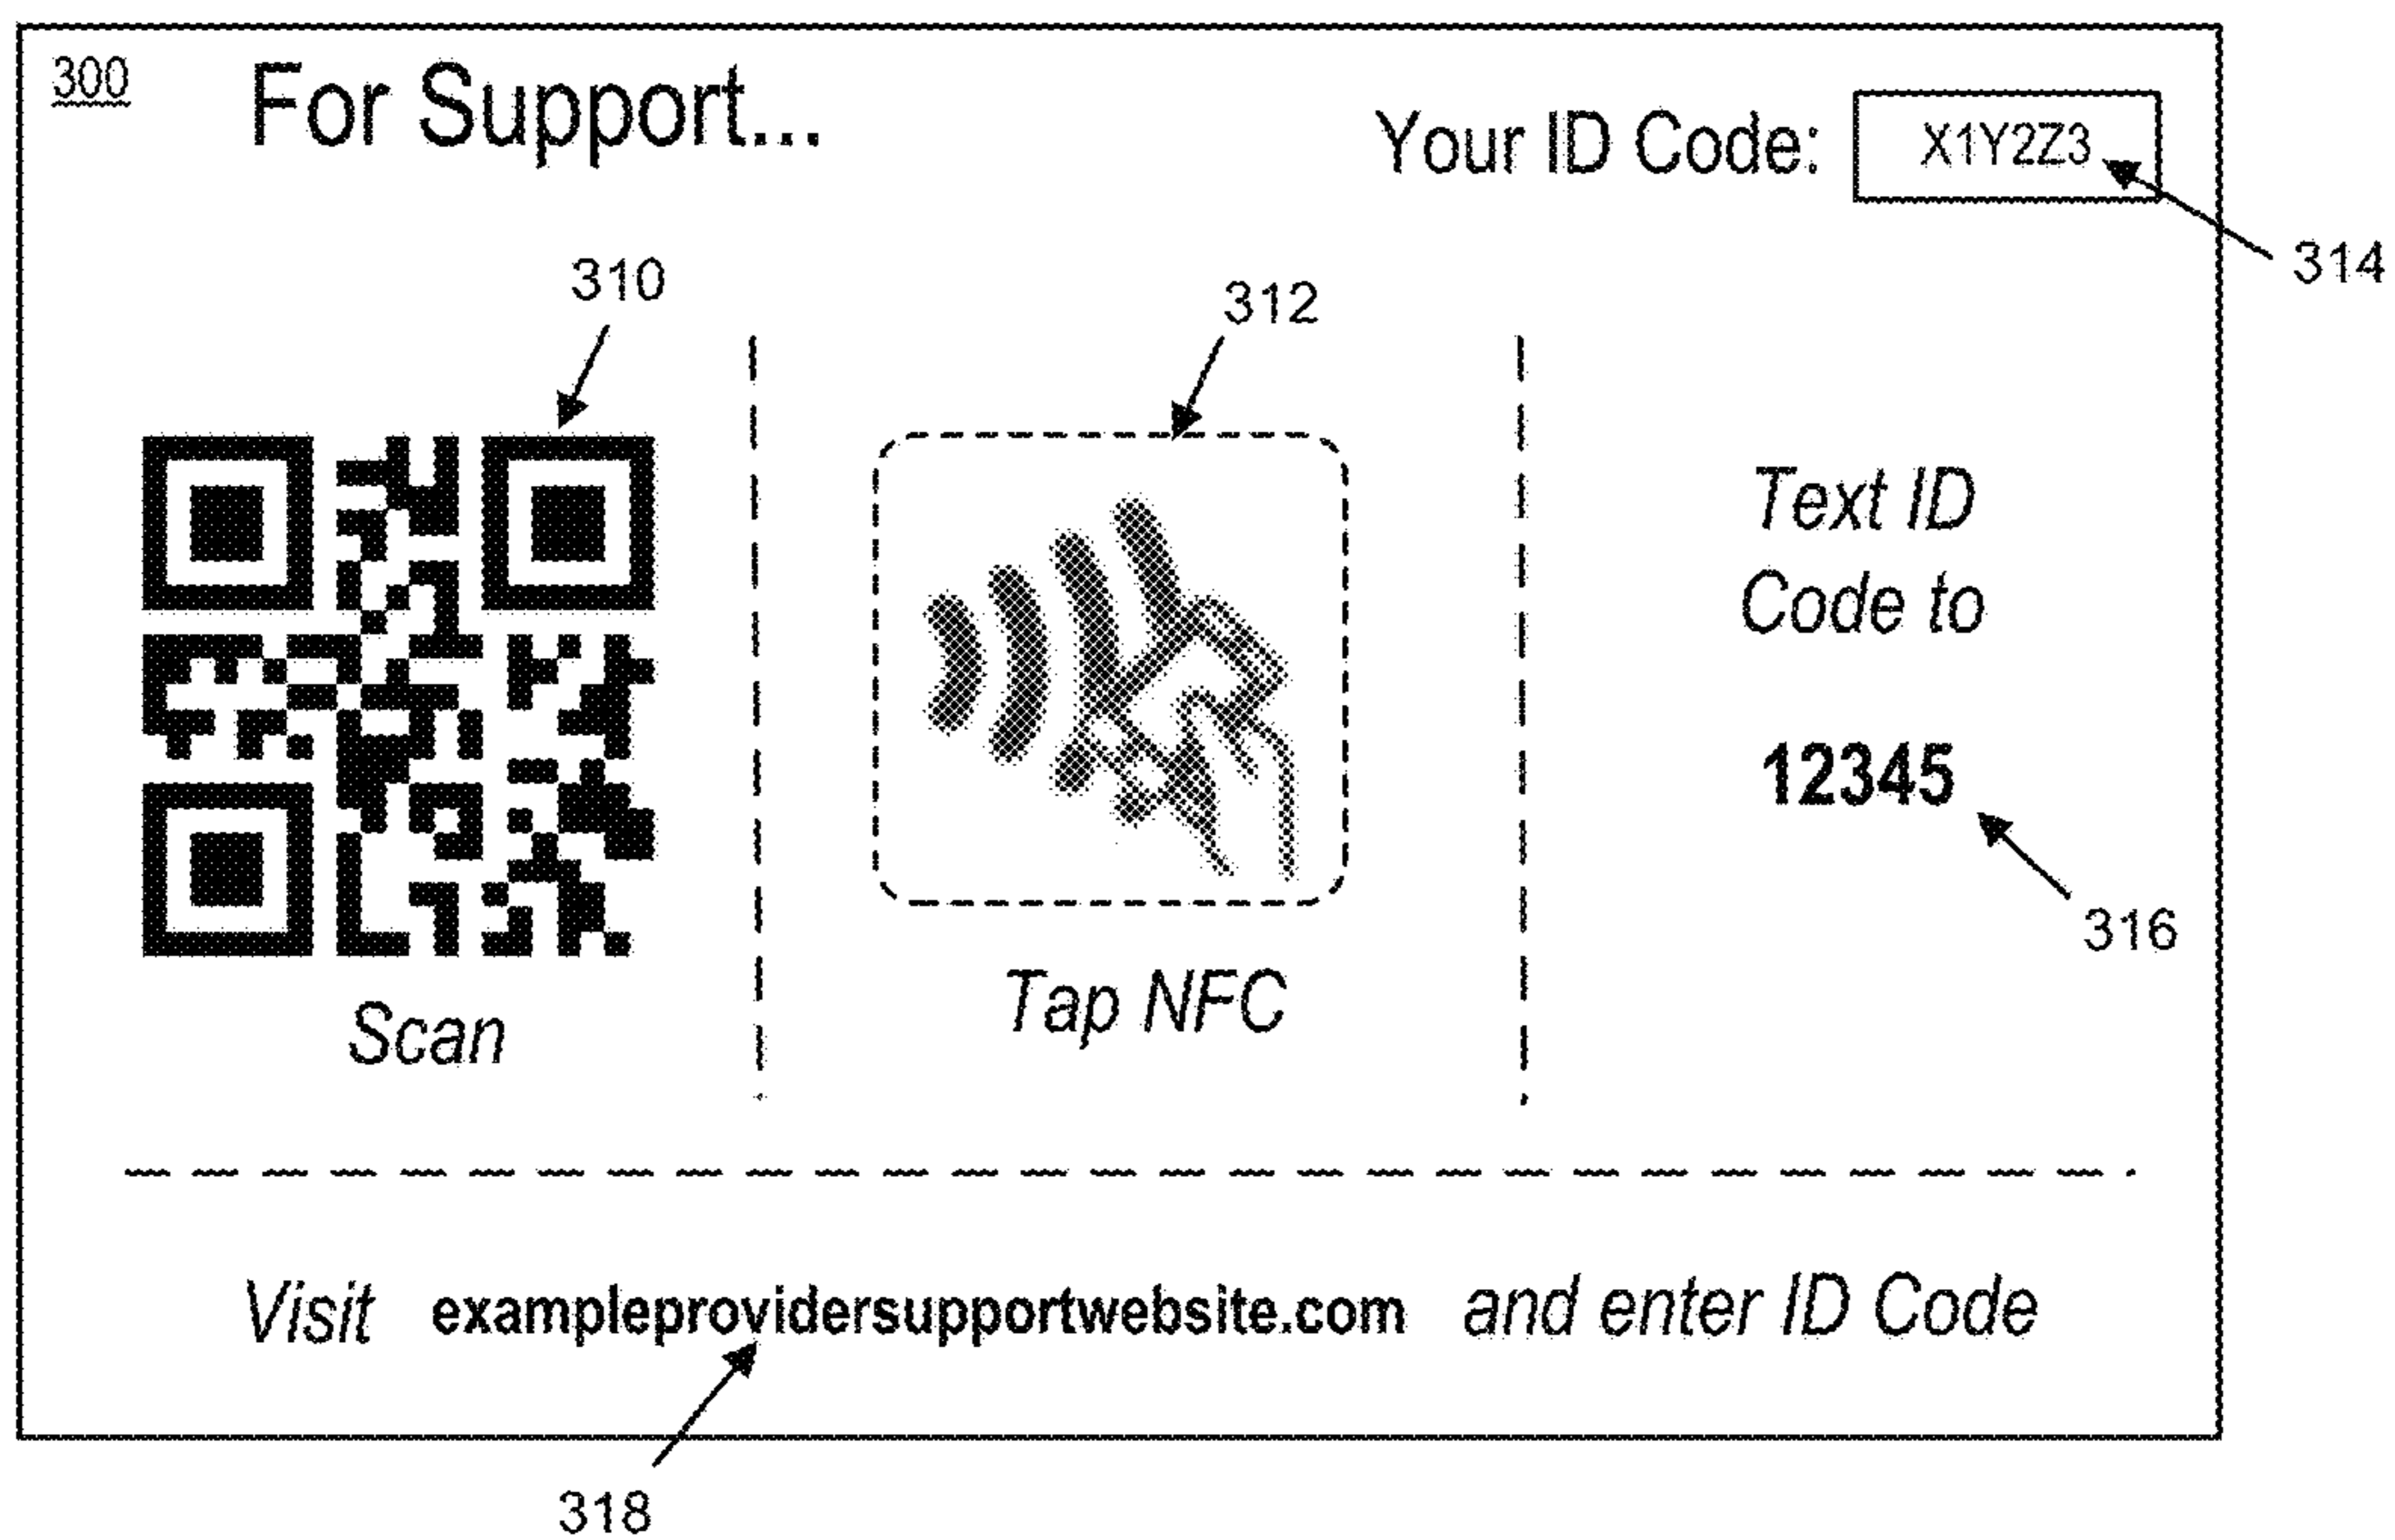 300
For Support...
Your ID Code: X1Y2Z3
314
310
312
Text ID
Code to
12345
316
Scan
Tap NFC
Visit exampleprovidersupportwebsite.com and enter ID Code
318